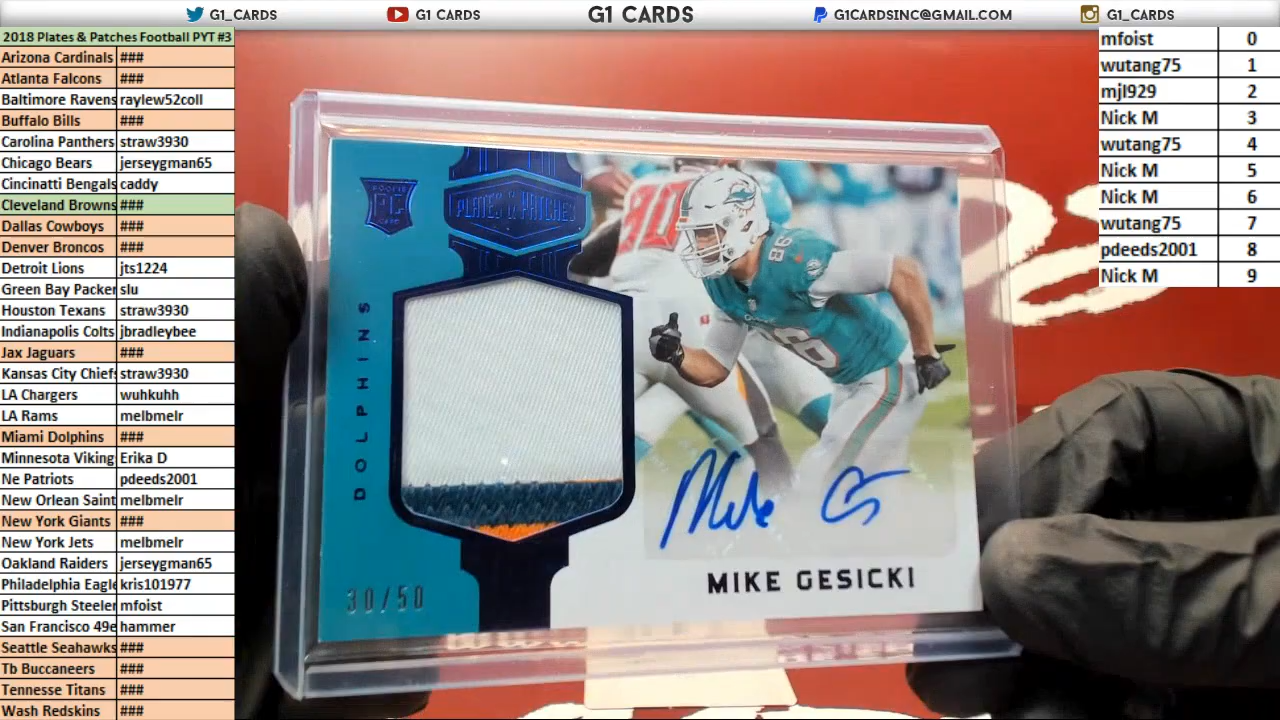 G1_CARDS
G1 CARDS
G1 CARDS
G1CARDSINC@GMAIL.COM
G1_CARDS
2018 Plates & Patches Football PYT #3
Arizona Cardinals ###
Atlanta Falcons ###
Baltimore Ravens raylew52coll
Buffalo Bills ###
Carolina Panthers straw3930
Chicago Bears jerseygman65
Cincinatti Bengals caddy
Cleveland Browns ###
Dallas Cowboys ###
Denver Broncos ###
Detroit Lions jts1224
Green Bay Packer slu
Houston Texans straw3930
Indianapolis Colts jbradleybee
Jax Jaguars ###
Kansas City Chiefs straw3930
LA Chargers wuhkuhh
LA Rams melbmelr
Miami Dolphins ###
Minnesota Viking Erika D
Ne Patriots pdeeds2001
New Orlean Saint melbmelr
New York Giants ###
New York Jets melbmelr
Oakland Raiders jerseygman65
Philadelphia Eagle kris101977
Pittsburgh Steeler mfoist
San Francisco 49e hammer
Seattle Seahawks ###
Tb Buccaneers ###
Tennesse Titans ###
Wash Redskins ###
mfoist 0
wutang75 1
mjl929 2
Nick M 3
wutang75 4
Nick M 5
Nick M 6
wutang75 7
pdeeds2001 8
Nick M 9
ROOKIE
CARD
PLATES & PATCHES
DOLPHINS
86
86
90
MIKE GESICKI
30/50